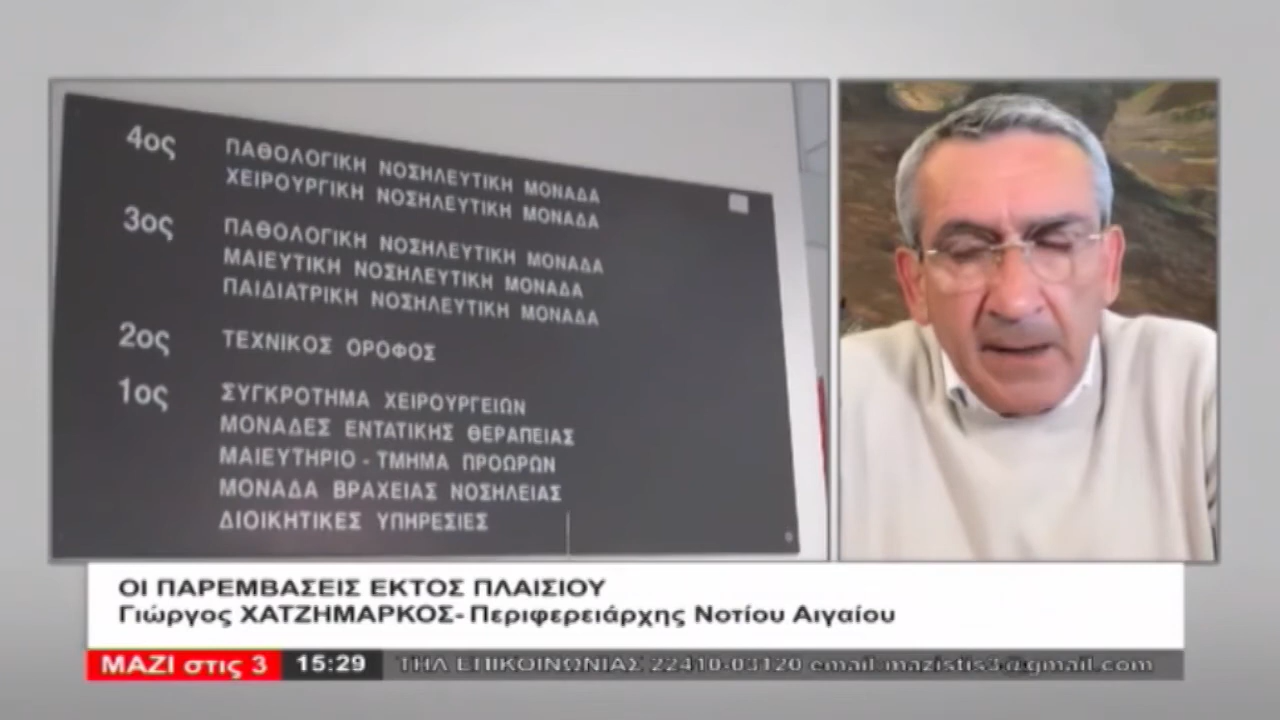 4ος ΠΑΘΟΛΟΓΙΚΗ ΝΟΣΗΛΕΥΤΙΚΗ ΜΟΝΑΔΑ
ΧΕΙΡΟΥΡΓΙΚΗ ΝΟΣΗΛΕΥΤΙΚΗ ΜΟΝΑΔΑ
3ος ΠΑΘΟΛΟΓΙΚΗ ΝΟΣΗΛΕΥΤΙΚΗ ΜΟΝΑΔΑ
ΜΑΙΕΥΤΙΚΗ ΝΟΣΗΛΕΥΤΙΚΗ ΜΟΝΑΔΑ
ΠΑΙΔΙΑΤΡΙΚΗ ΝΟΣΗΛΕΥΤΙΚΗ ΜΟΝΑΔΑ
2ος ΤΕΧΝΙΚΟΣ ΟΡΟΦΟΣ
1ος ΣΥΓΚΡΟΤΗΜΑ ΧΕΙΡΟΥΡΓΕΙΩΝ
ΜΟΝΑΔΕΣ ΕΝΤΑΤΙΚΗΣ ΘΕΡΑΠΕΙΑΣ
ΜΑΙΕΥΤΗΡΙΟ - ΤΜΗΜΑ ΠΡΟΩΡΩΝ
ΜΟΝΑΔΑ ΒΡΑΧΕΙΑΣ ΝΟΣΗΛΕΙΑΣ
ΔΙΟΙΚΗΤΙΚΕΣ ΥΠΗΡΕΣΙΕΣ
ΟΙ ΠΑΡΕΜΒΑΣΕΙΣ ΕΚΤΟΣ ΠΛΑΙΣΙΟΥ
Γιώργος ΧΑΤΖΗΜΑΡΚΟΣ- Περιφερειάρχης Νοτίου Αιγαίου
ΜΑΖΙ στις 3 15:29 ΤΗΛ ΕΠΙΚΟΙΝΩΝΙΑΣ 22410-03120 email: mazistis3@gmail.com